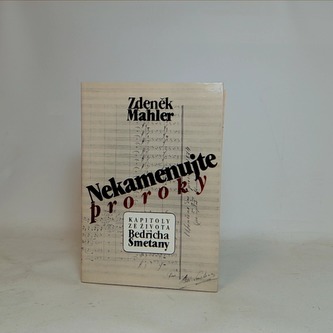 Zdeněk
Mahler
Nekamenujte
proroky
KAPITOLY
ZE ŽIVOTA
Bedřicha
Smetany